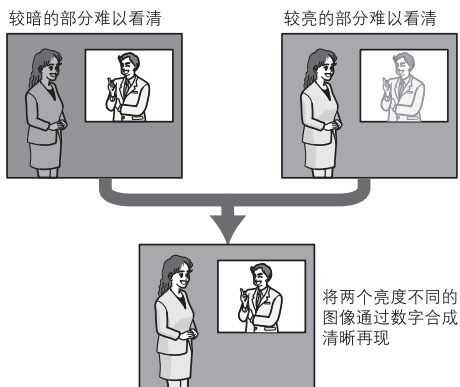 较暗的部分难以看清
较亮的部分难以看清
将两个亮度不同的
图像通过数字合成
清晰再现